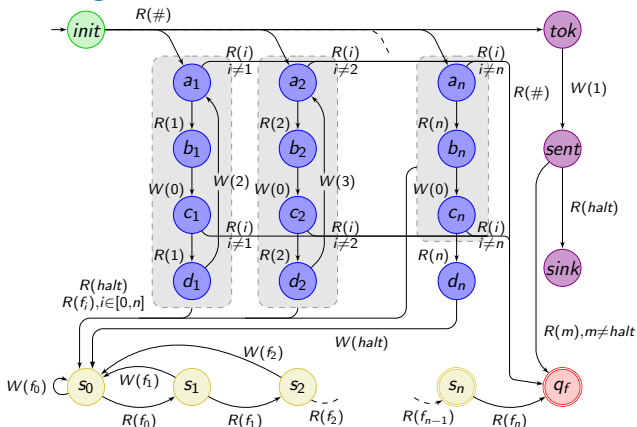 R(#)
init
tok
R(i)
i≠1
R(i)
i≠2
R(i)
i≠n
a₁
a₂
aₙ
R(#)
W(1)
R(1)
R(2)
R(n)
b₁
b₂
bₙ
sent
W(2)
W(3)
W(0)
W(0)
W(0)
R(halt)
c₁
c₂
cₙ
R(i)
i≠1
R(i)
i≠2
R(i)
i≠n
R(1)
R(2)
R(n)
d₁
d₂
dₙ
sink
R(halt)
R(fᵢ),i∈[0,n]
W(halt)
R(m),m≠halt
W(f₂)
W(f₁)
W(f₀)
s₀
s₁
s₂
sₙ
q_f
R(f₀)
R(f₁)
R(f₂)
R(fₙ₋₁)
R(fₙ)